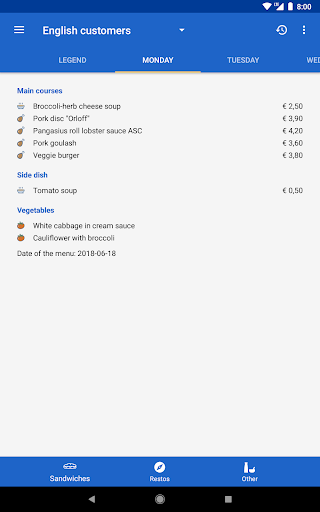 8:00
English customers
LEGEND MONDAY TUESDAY WED
Main courses
Broccoli-herb cheese soup € 2,50
Pork disc "Orloff" € 3,90
Pangasius roll lobster sauce ASC € 4,20
Pork goulash € 3,60
Veggie burger € 3,80
Side dish
Tomato soup € 0,50
Vegetables
White cabbage in cream sauce
Cauliflower with broccoli
Date of the menu: 2018-06-18
Sandwiches Restos Other